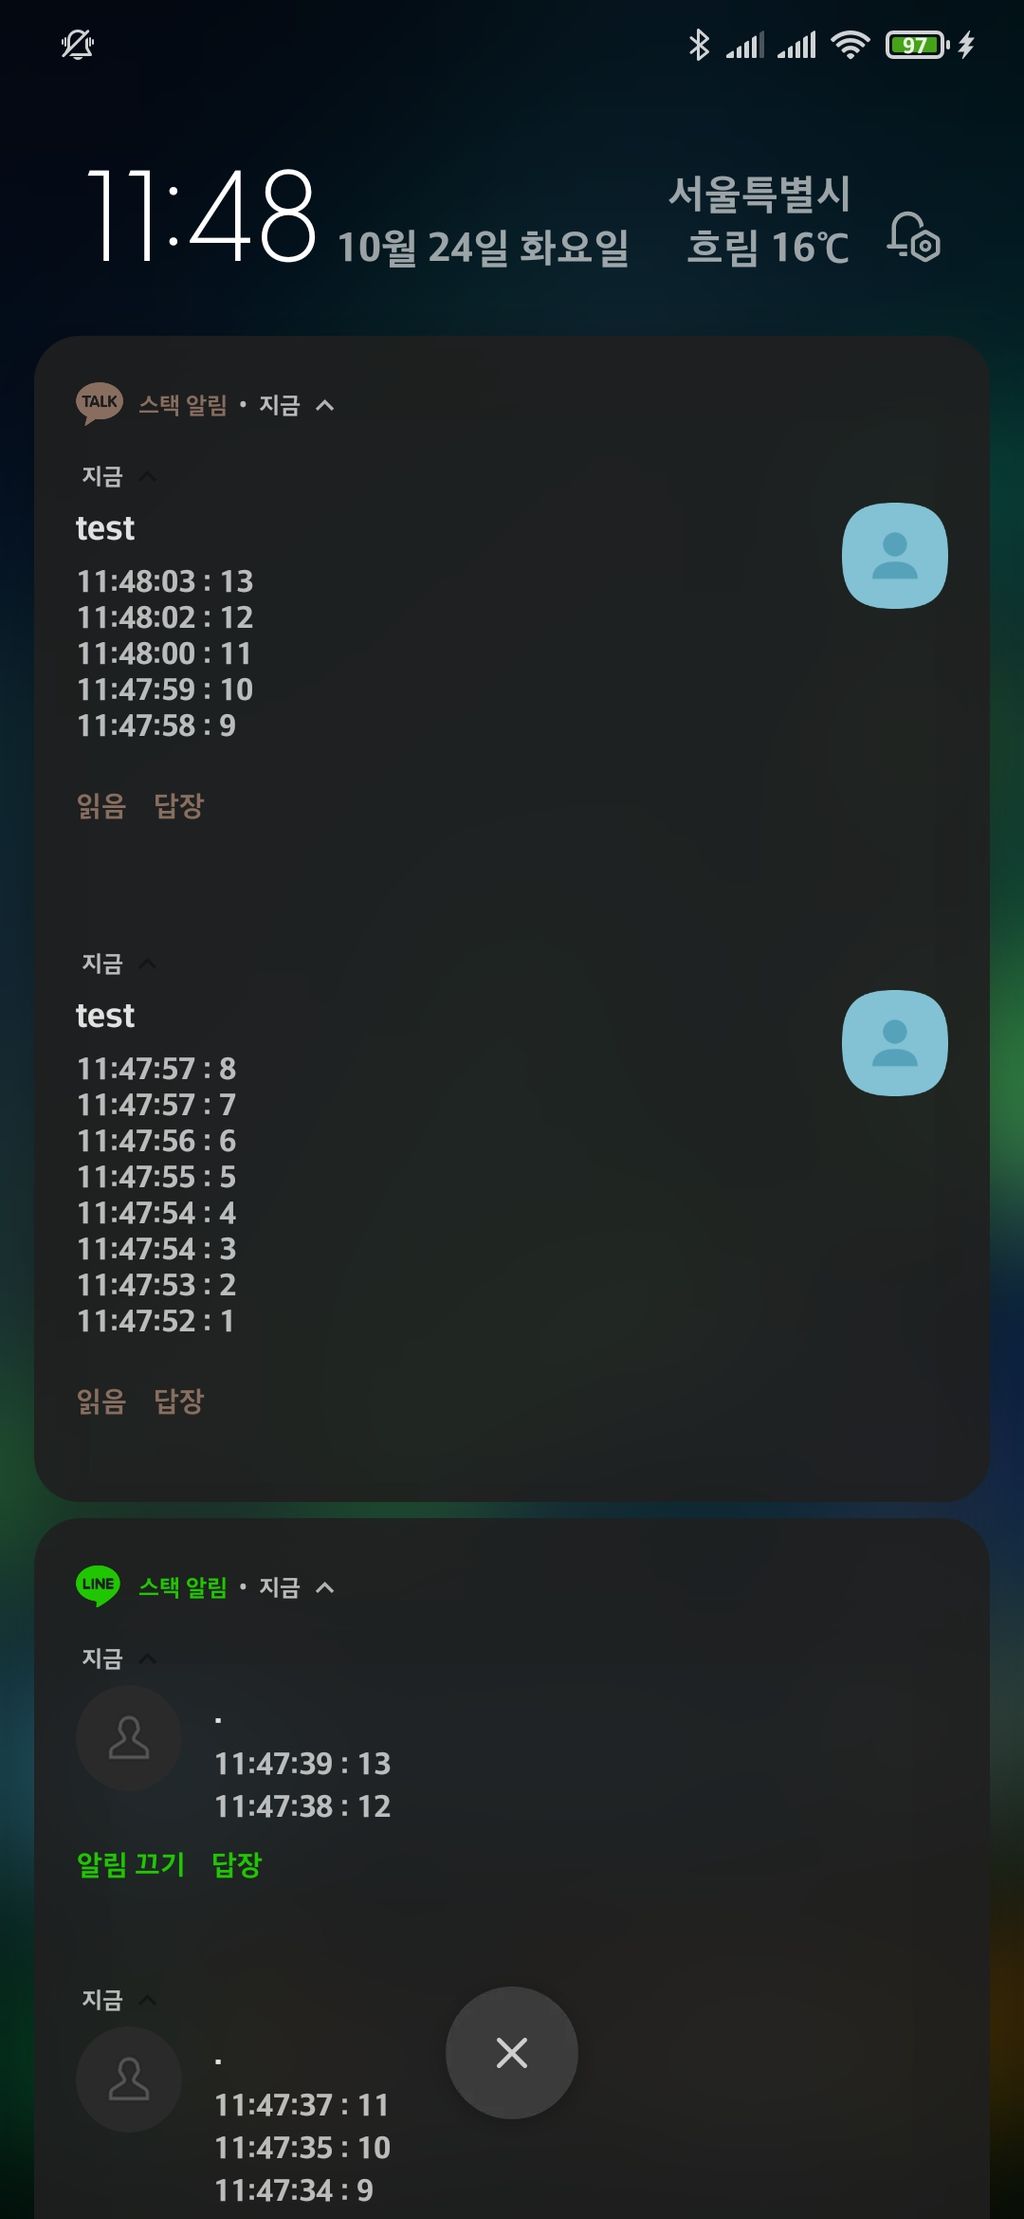 97
11:48
10월 24일 화요일
서울특별시
흐림 16℃
TALK 스택 알림 • 지금
지금
test
11:48:03 : 13
11:48:02 : 12
11:48:00 : 11
11:47:59 : 10
11:47:58 : 9
읽음 답장
지금
test
11:47:57 : 8
11:47:57 : 7
11:47:56 : 6
11:47:55 : 5
11:47:54 : 4
11:47:54 : 3
11:47:53 : 2
11:47:52 : 1
읽음 답장
LINE 스택 알림 • 지금
지금
.
11:47:39 : 13
11:47:38 : 12
알림 끄기 답장
지금
.
11:47:37 : 11
11:47:35 : 10
11:47:34 : 9